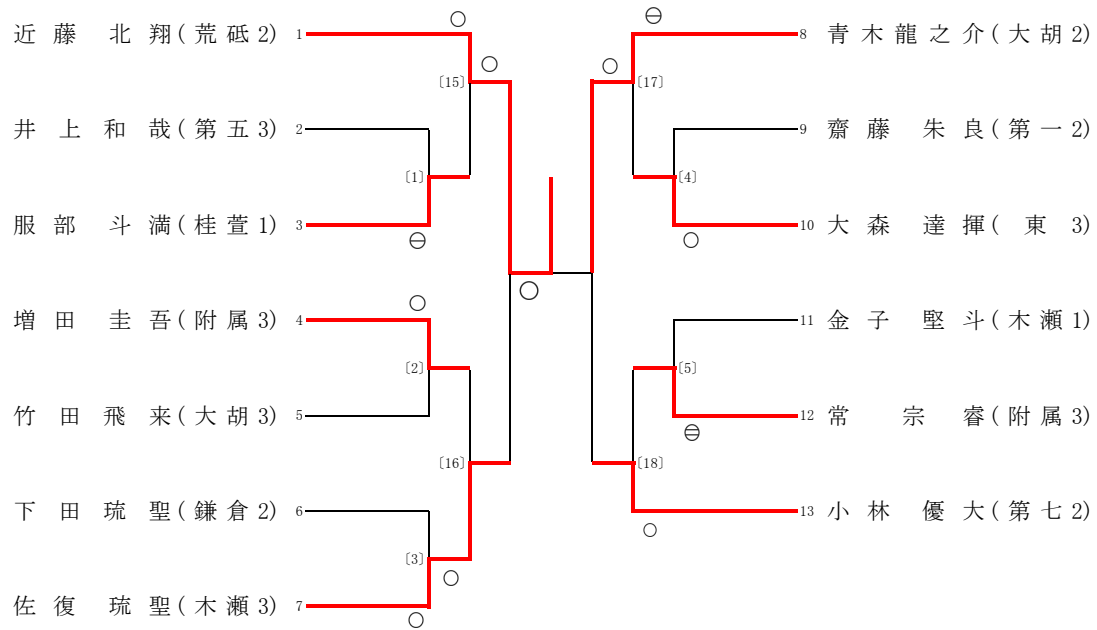 近藤 北翔(荒砥2) 1
〔15〕
井上和哉(第五3) 2
〔1〕
服部 斗満(桂萱1) 3
増田 圭吾(附属3) 4
〔2〕
竹田飛来(大胡3) 5
〔16〕
下田琉聖(鎌倉2) 6
〔3〕
佐復 琉聖(木瀬3) 7
8 青木龍之介(大胡2)
〔17〕
9 齋藤 朱良(第一2)
〔4〕
10 大森 達揮(東 3)
11 金子 堅斗(木瀬1)
〔5〕
12 常 宗睿(附属3)
〔18〕
13 小林 優大(第七2)